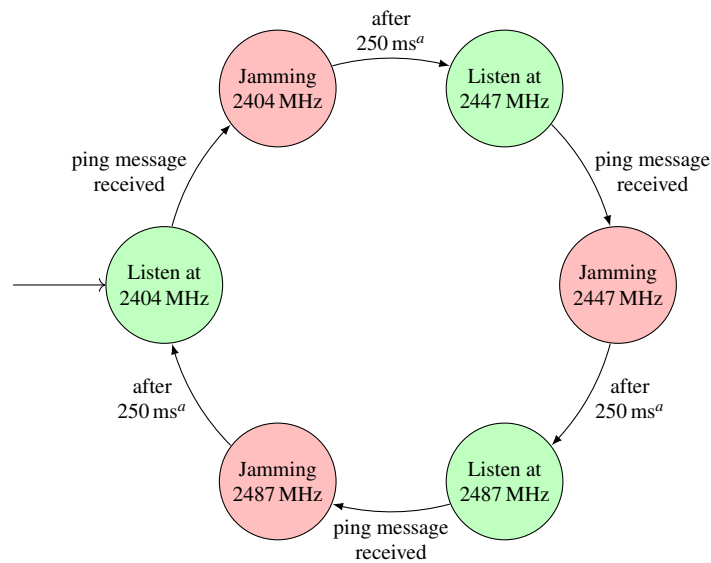 after
250 ms^a
Jamming
2404 MHz
Listen at
2447 MHz
ping message
received
ping message
received
Listen at
2404 MHz
Jamming
2447 MHz
after
250 ms^a
after
250 ms^a
Jamming
2487 MHz
Listen at
2487 MHz
ping message
received